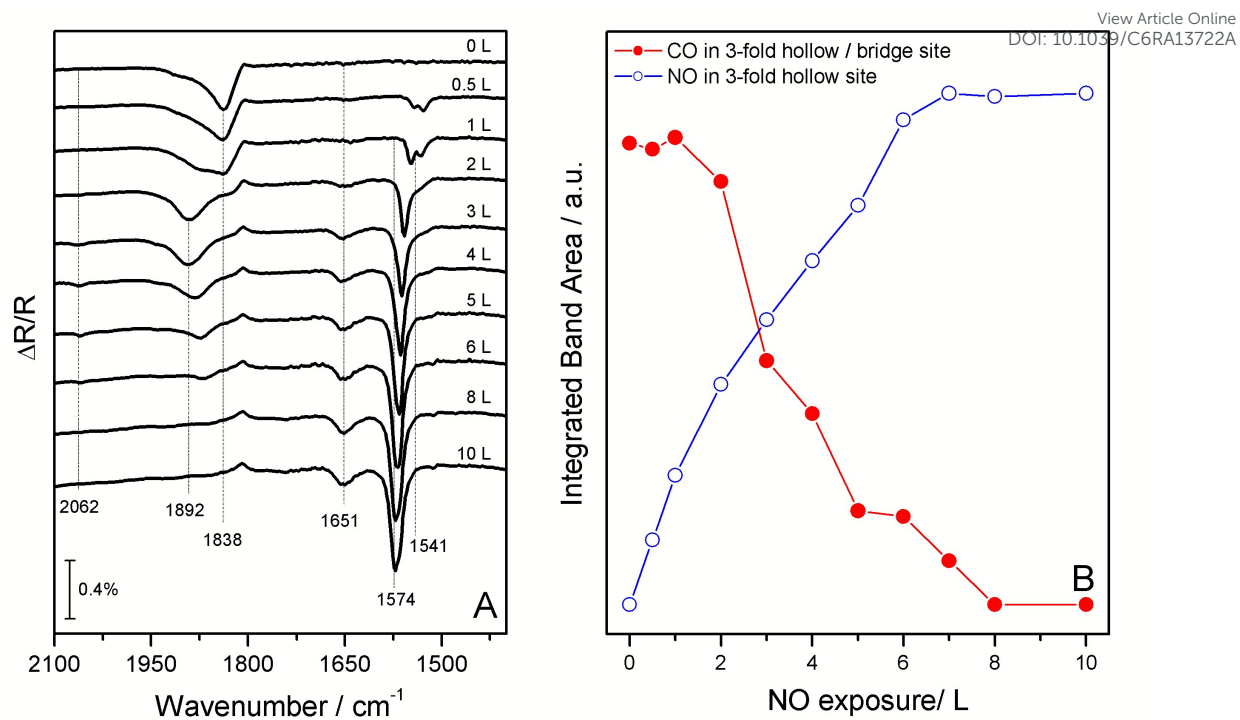 View Article Online
DOI: 10.1039/C6RA13722A
0 L
0.5 L
1 L
2 L
3 L
4 L
5 L
6 L
8 L
10 L
2062
1892
1838
1651
1541
1574
0.4%
A
ΔR/R
2100
1950
1800
1650
1500
Wavenumber / cm⁻¹
CO in 3-fold hollow / bridge site
NO in 3-fold hollow site
Integrated Band Area / a.u.
B
0
2
4
6
8
10
NO exposure/ L